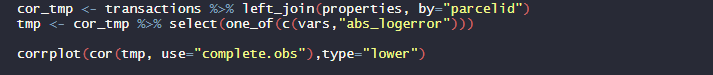 cor_tmp <- transactions %>% left_join(properties, by="parcelid")
tmp <- cor_tmp %>% select(one_of(c(vars,"abs_logerror")))
corrplot(cor(tmp, use="complete.obs"),type="lower")